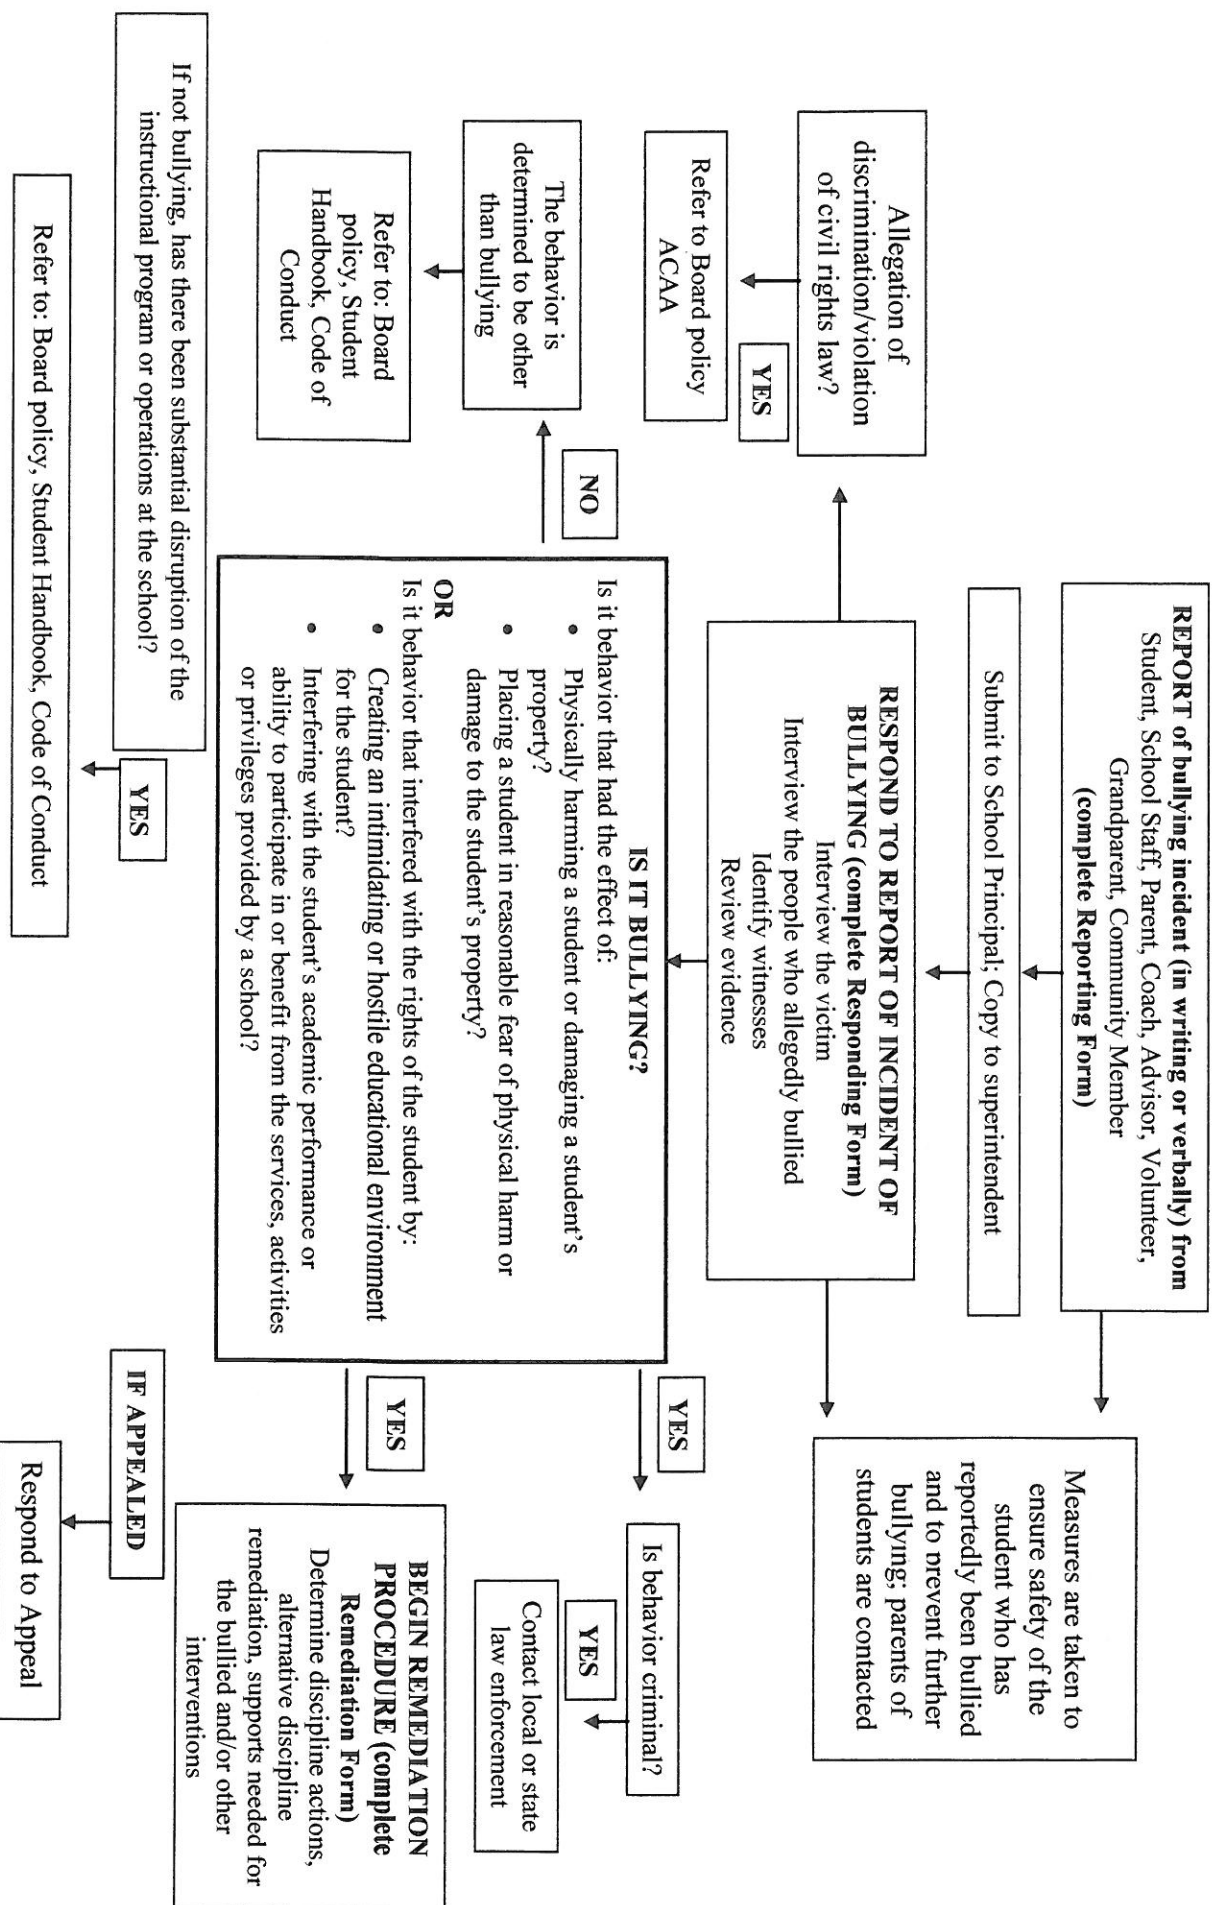 REPORT of bullying incident (in writing or verbally) from
Student, School Staff, Parent, Coach, Advisor, Volunteer,
Grandparent, Community Member
(complete Reporting Form)
Submit to School Principal; Copy to superintendent
Measures are taken to
ensure safety of the
student who has
reportedly been bullied
and to prevent further
bullying; parents of
students are contacted
RESPOND TO REPORT OF INCIDENT OF
BULLYING (complete Responding Form)
Interview the victim
Interview the people who allegedly bullied
Identify witnesses
Review evidence
Allegation of
discrimination/violation
of civil rights law?
YES
Refer to Board policy
ACAA
IS IT BULLYING?
Is it behavior that had the effect of:
• Physically harming a student or damaging a student's
property?
• Placing a student in reasonable fear of physical harm or
damage to the student's property?
OR
Is it behavior that interfered with the rights of the student by:
• Creating an intimidating or hostile educational environment
for the student?
• Interfering with the student's academic performance or
ability to participate in or benefit from the services, activities
or privileges provided by a school?
NO
The behavior is
determined to be other
than bullying
Refer to: Board
policy, Student
Handbook, Code of
Conduct
YES
Is behavior criminal?
YES
Contact local or state
law enforcement
YES
BEGIN REMEDIATION
PROCEDURE (complete
Remediation Form)
Determine discipline actions,
alternative discipline
remediation, supports needed for
the bullied and/or other
interventions
If not bullying, has there been substantial disruption of the
instructional program or operations at the school?
YES
Refer to: Board policy, Student Handbook, Code of Conduct
IF APPEALED
Respond to Appeal